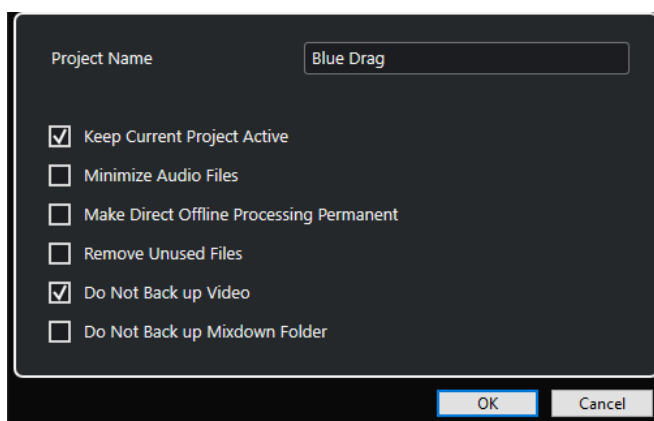 Project Name
Blue Drag
Keep Current Project Active
Minimize Audio Files
Make Direct Offline Processing Permanent
Remove Unused Files
Do Not Back up Video
Do Not Back up Mixdown Folder
OK
Cancel